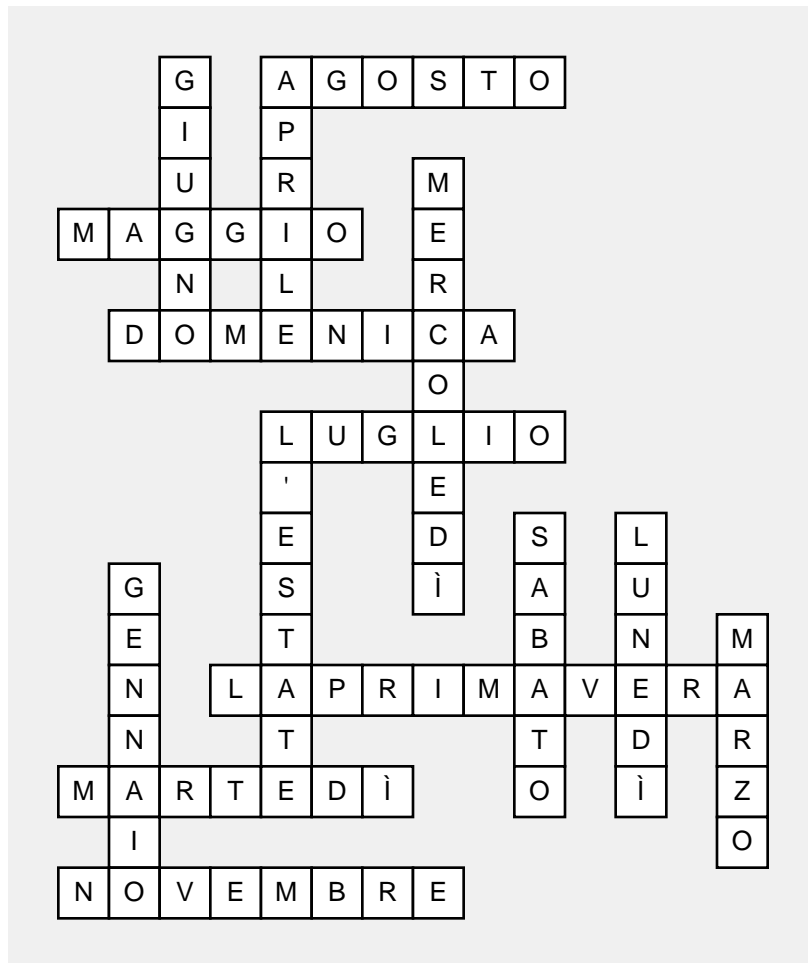 GIUGNO
AGOSTO
APRILE
MERCOLEDÌ
MAGGIO
DOMENICA
LUGLIO
L'ESTATE
SABATO
LUNEDÌ
GENNAIO
MARZO
LAPRIMAVERA
MARTEDÌ
NOVEMBRE